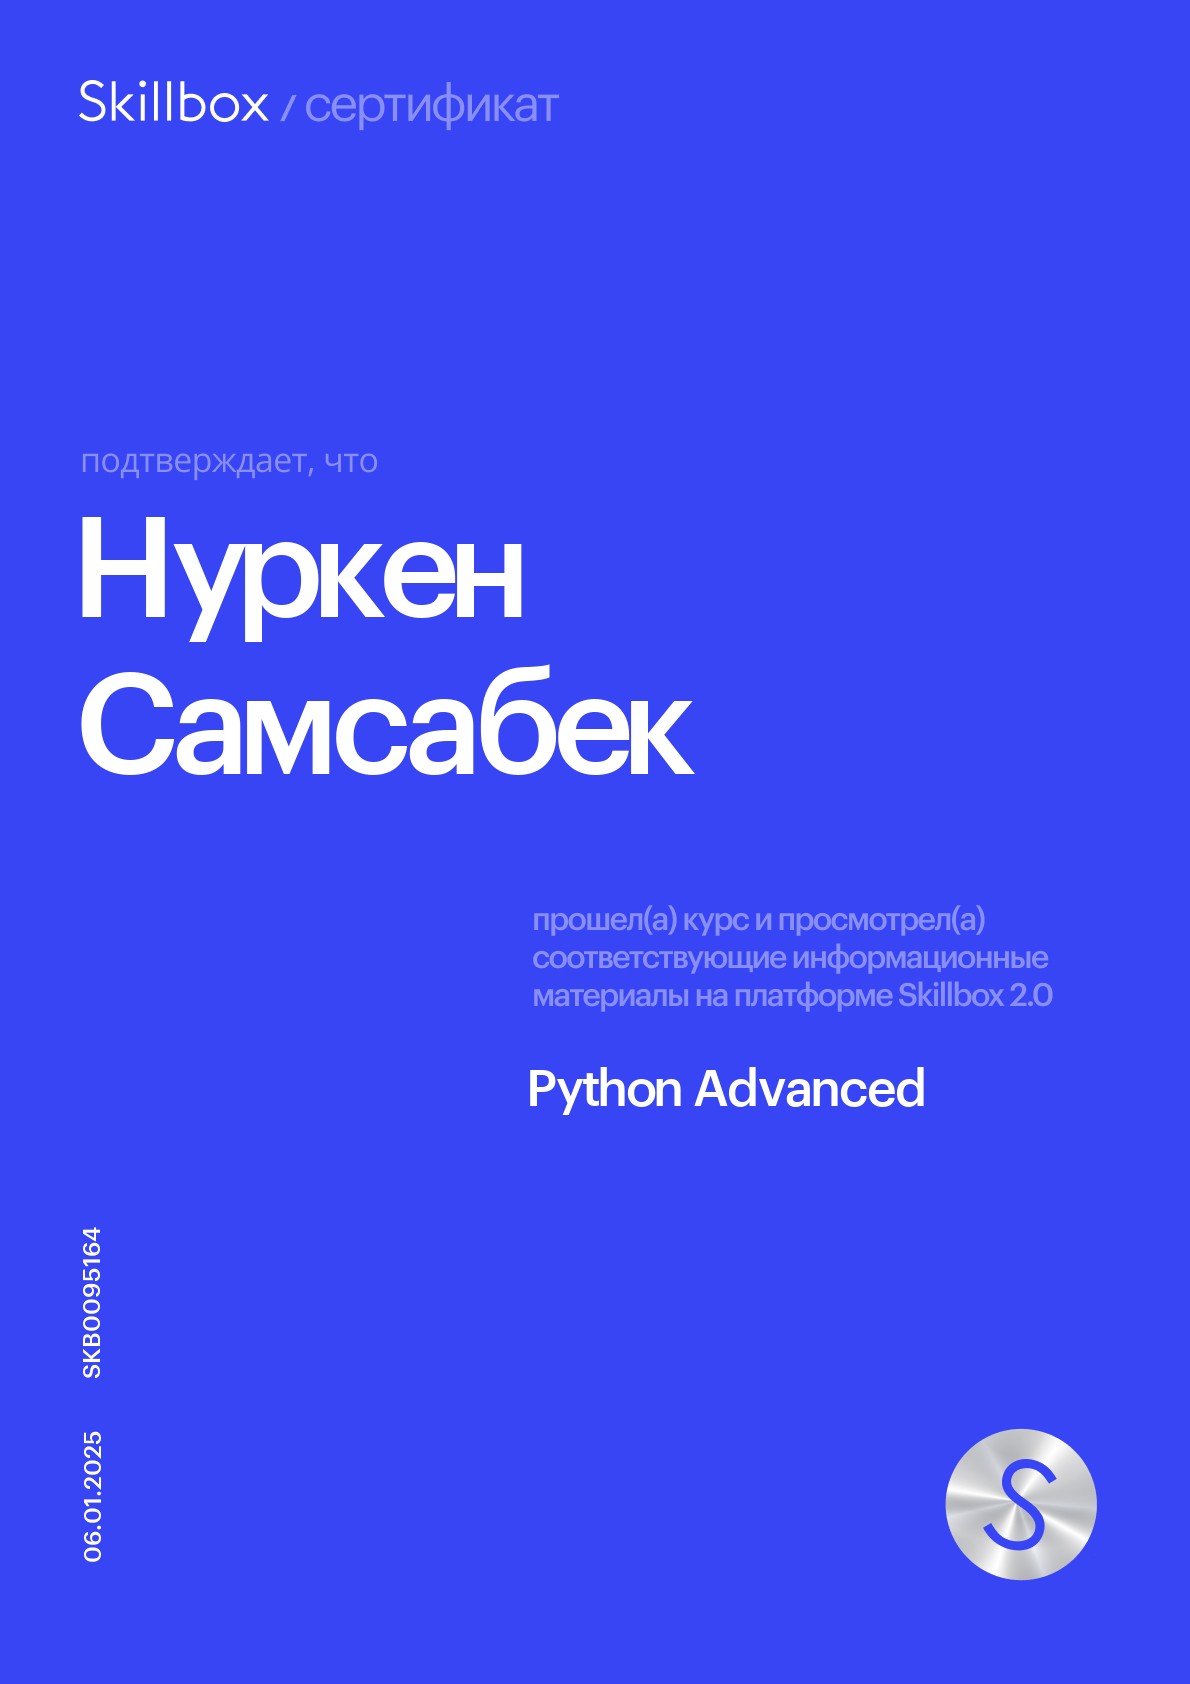 Skillbox / сертификат
подтверждает, что
Нуркен
Самсабек
прошел(а) курс и просмотрел(а)
соответствующие информационные
материалы на платформе Skillbox 2.0
Python Advanced
SKB0095164
06.01.2025
S